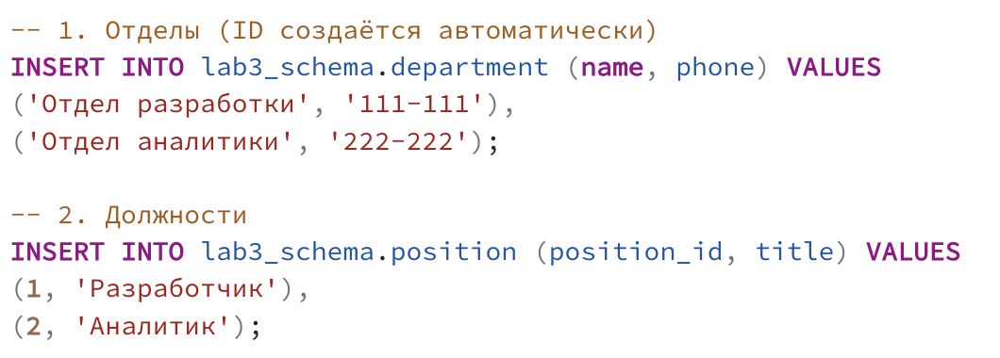 -- 1. Отделы (ID создаётся автоматически)
INSERT INTO lab3_schema.department (name, phone) VALUES
('Отдел разработки', '111-111'),
('Отдел аналитики', '222-222');
-- 2. Должности
INSERT INTO lab3_schema.position (position_id, title) VALUES
(1, 'Разработчик'),
(2, 'Аналитик');